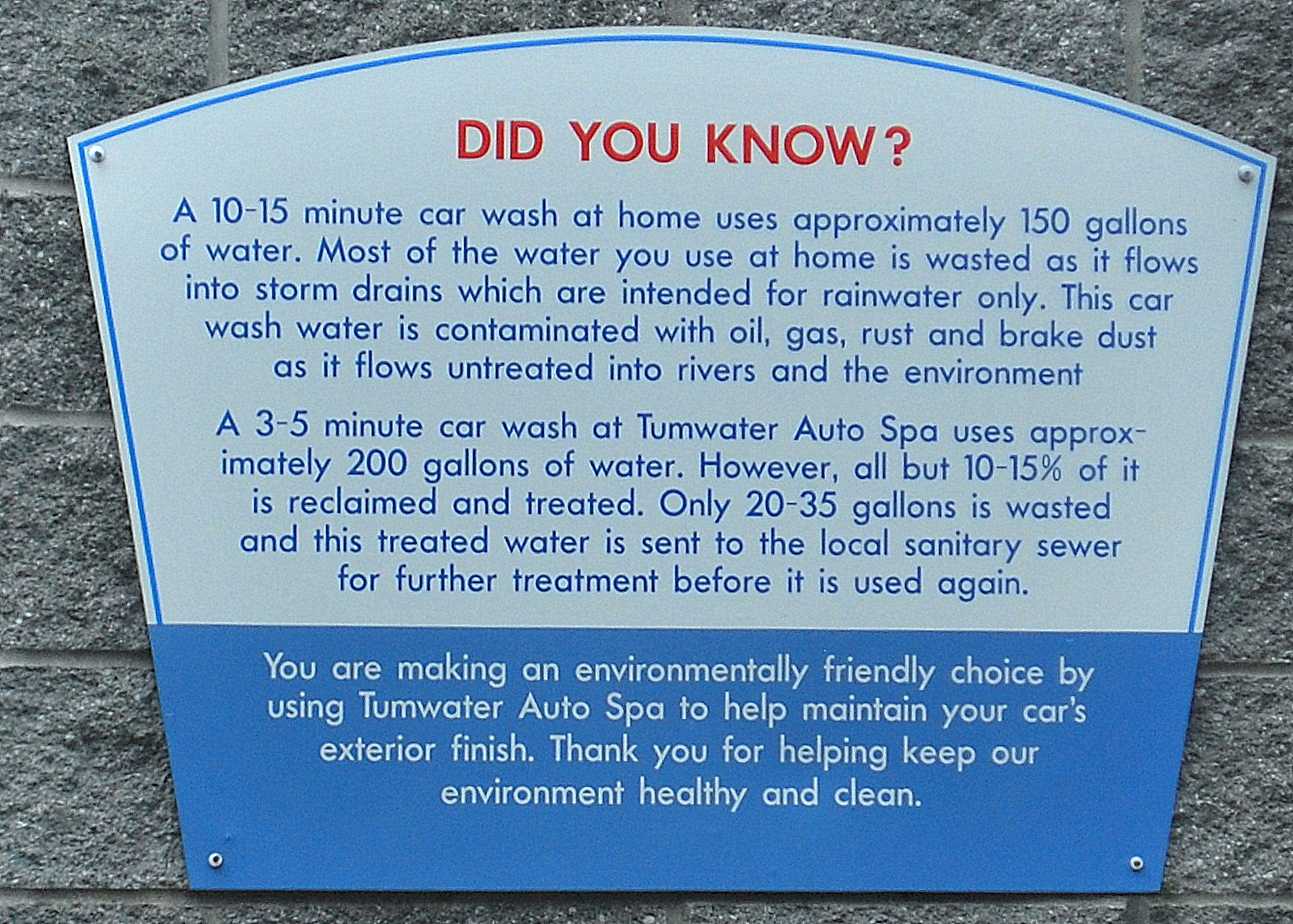 DID YOU KNOW?
A 10-15 minute car wash at home uses approximately 150 gallons
of water. Most of the water you use at home is wasted as it flows
into storm drains which are intended for rainwater only. This car
wash water is contaminated with oil, gas, rust and brake dust
as it flows untreated into rivers and the environment
A 3-5 minute car wash at Tumwater Auto Spa uses approx-
imately 200 gallons of water. However, all but 10-15% of it
is reclaimed and treated. Only 20-35 gallons is wasted
and this treated water is sent to the local sanitary sewer
for further treatment before it is used again.
You are making an environmentally friendly choice by
using Tumwater Auto Spa to help maintain your car's
exterior finish. Thank you for helping keep our
environment healthy and clean.